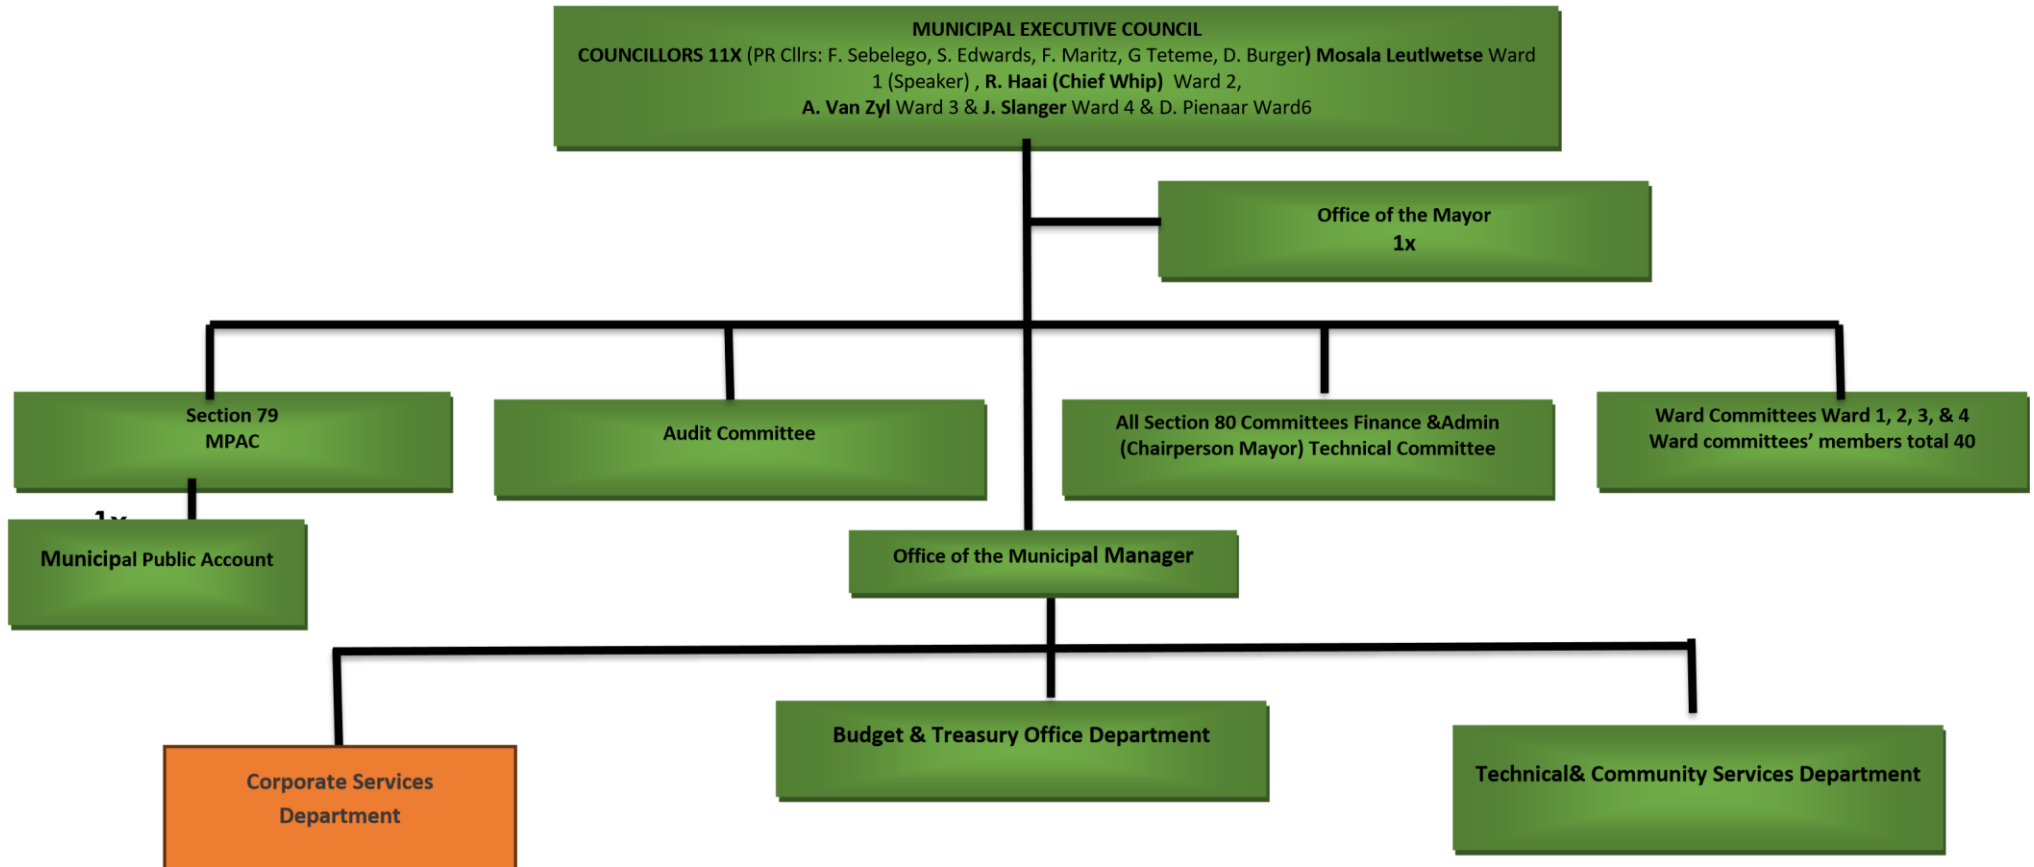 MUNICIPAL EXECUTIVE COUNCIL
COUNCILLORS 11X (PR Cllrs: F. Sebelego, S. Edwards, F. Maritz, G Teteme, D. Burger) Mosala Leutlwetse Ward
1 (Speaker) , R. Haai (Chief Whip) Ward 2,
A. Van Zyl Ward 3 & J. Slanger Ward 4 & D. Pienaar Ward6
Office of the Mayor
1x
Section 79
MPAC
Audit Committee
All Section 80 Committees Finance &Admin
(Chairperson Mayor) Technical Committee
Ward Committees Ward 1, 2, 3, & 4
Ward committees’ members total 40
1x
Municipal Public Account
Office of the Municipal Manager
Budget & Treasury Office Department
Technical& Community Services Department
Corporate Services
Department